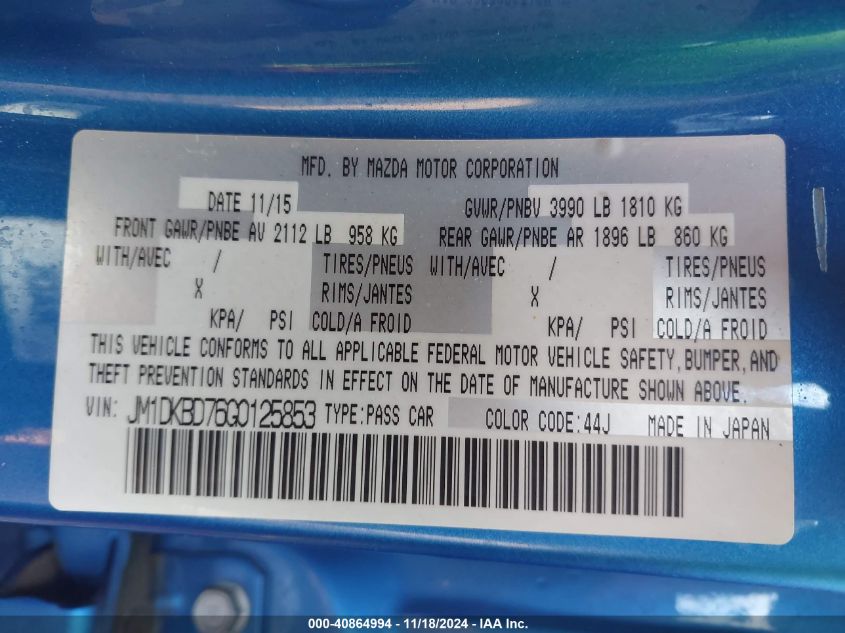 MFD. BY MAZDA MOTOR CORPORATION
DATE 11/15 GVWR/PNBV 3990 LB 1810 KG
FRONT GAWR/PNBE AV 2112 LB 958 KG REAR GAWR/PNBE AR 1896 LB 860 KG
WITH/AVEC / TIRES/PNEUS WITH/AVEC / TIRES/PNEUS
X RIMS/JANTES X RIMS/JANTES
KPA/ PSI COLD/A FROID KPA/ PSI COLD/A FROID
THIS VEHICLE CONFORMS TO ALL APPLICABLE FEDERAL MOTOR VEHICLE SAFETY,BUMPER,AND
THEFT PREVENTION STANDARDS IN EFFECT ON THE DATE OF MANUFACTURE SHOWN ABOVE.
VIN: JM1DKBD76G0125853 TYPE:PASS CAR COLOR CODE:44J MADE IN JAPAN
000-40864994 - 11/18/2024 - IAA Inc.